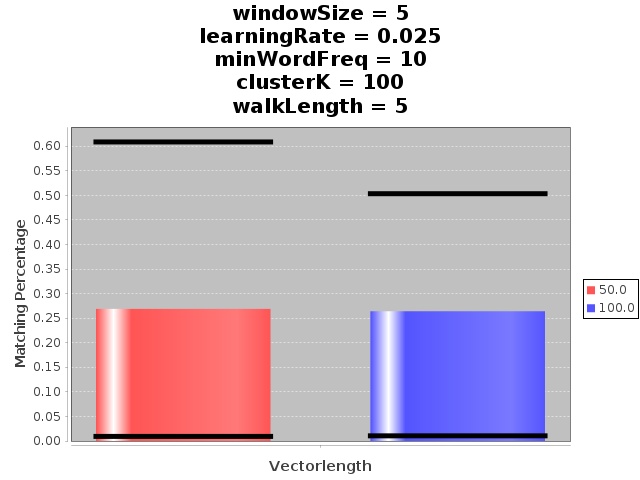 windowSize = 5
learningRate = 0.025
minWordFreq = 10
clusterK = 100
walkLength = 5
0.60
0.55
0.50
0.45
0.40
0.35
0.30
0.25
0.20
0.15
0.10
0.05
0.00
Matching Percentage
Vectorlength
50.0
100.0